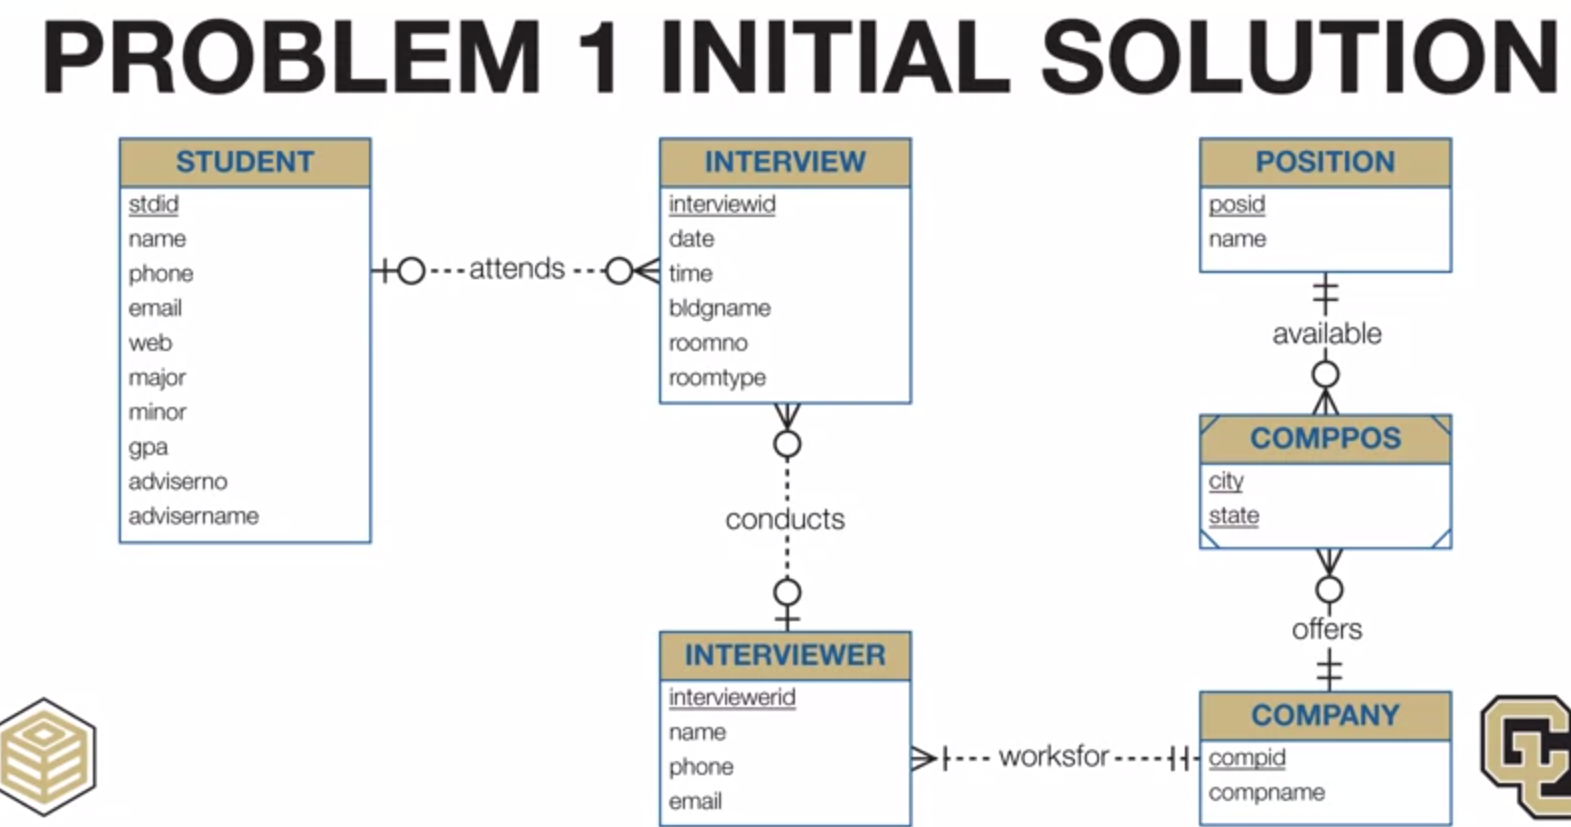 PROBLEM 1 INITIAL SOLUTION
STUDENT
stdid
name
phone
email
web
major
minor
gpa
adviserno
advisername
attends
INTERVIEW
interviewid
date
time
bldgname
roomno
roomtype
conducts
INTERVIEWER
interviewerid
name
phone
email
worksfor
POSITION
posid
name
available
COMPPOS
city
state
offers
COMPANY
compid
compname